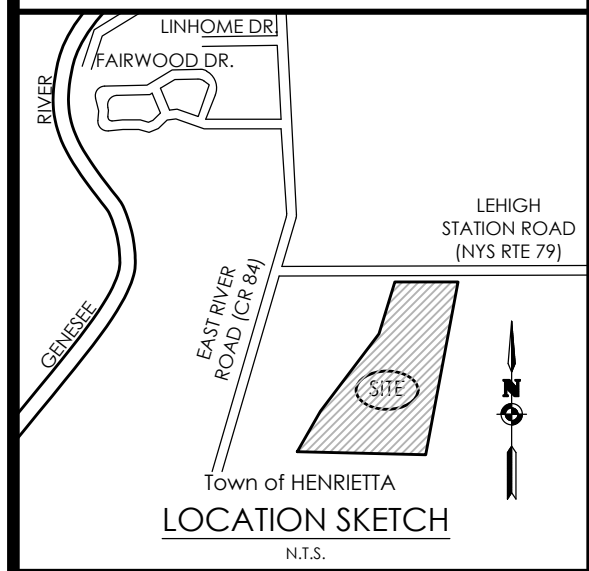 LINHOME DR.
FAIRWOOD DR.
RIVER
LEHIGH
STATION ROAD
(NYS RTE 79)
EAST RIVER
ROAD (CR 84)
GENESEE
SITE
N
Town of HENRIETTA
LOCATION SKETCH
N.T.S.